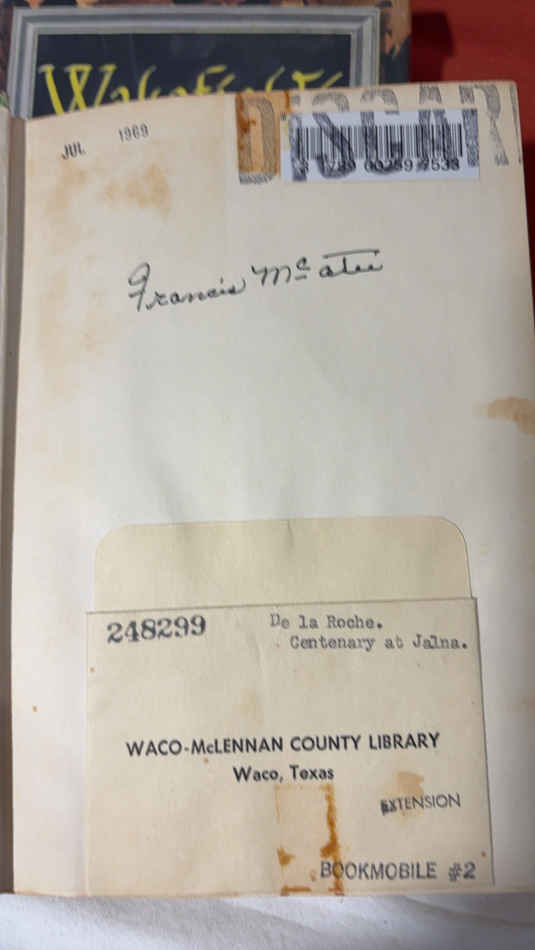 JUL 1969
DISCAR
Francis McAtee
248299
De la Roche.
Centenary at Jalna.
WACO-McLENNAN COUNTY LIBRARY
Waco, Texas
EXTENSION
BOOKMOBILE #2